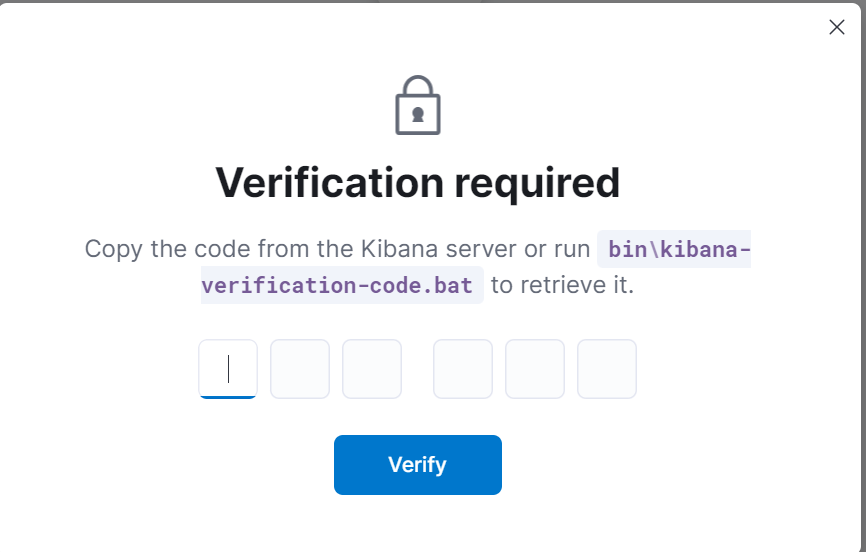 Verification required
Copy the code from the Kibana server or run bin\kibana-
verification-code.bat to retrieve it.
Verify